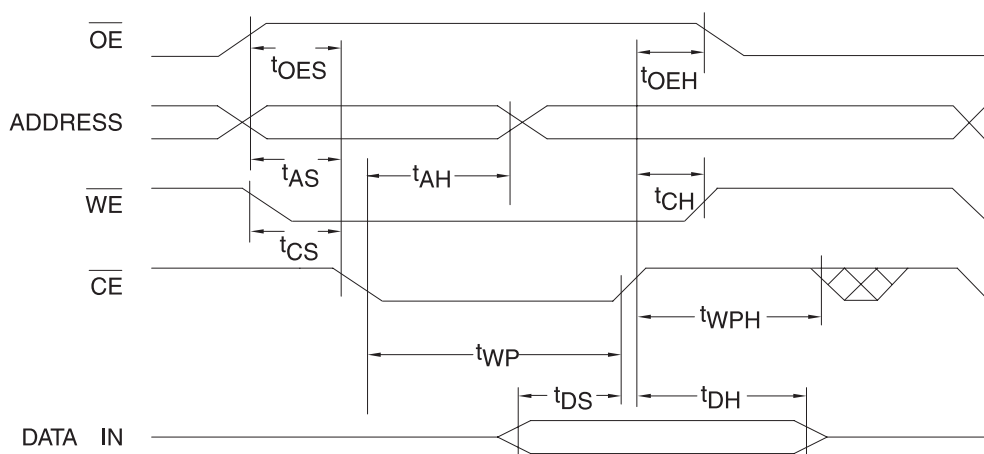 OE
tOES
tOEH
ADDRESS
tAS
tAH
tCH
WE
tCS
CE
tWPH
tWP
tDS
tDH
DATA IN